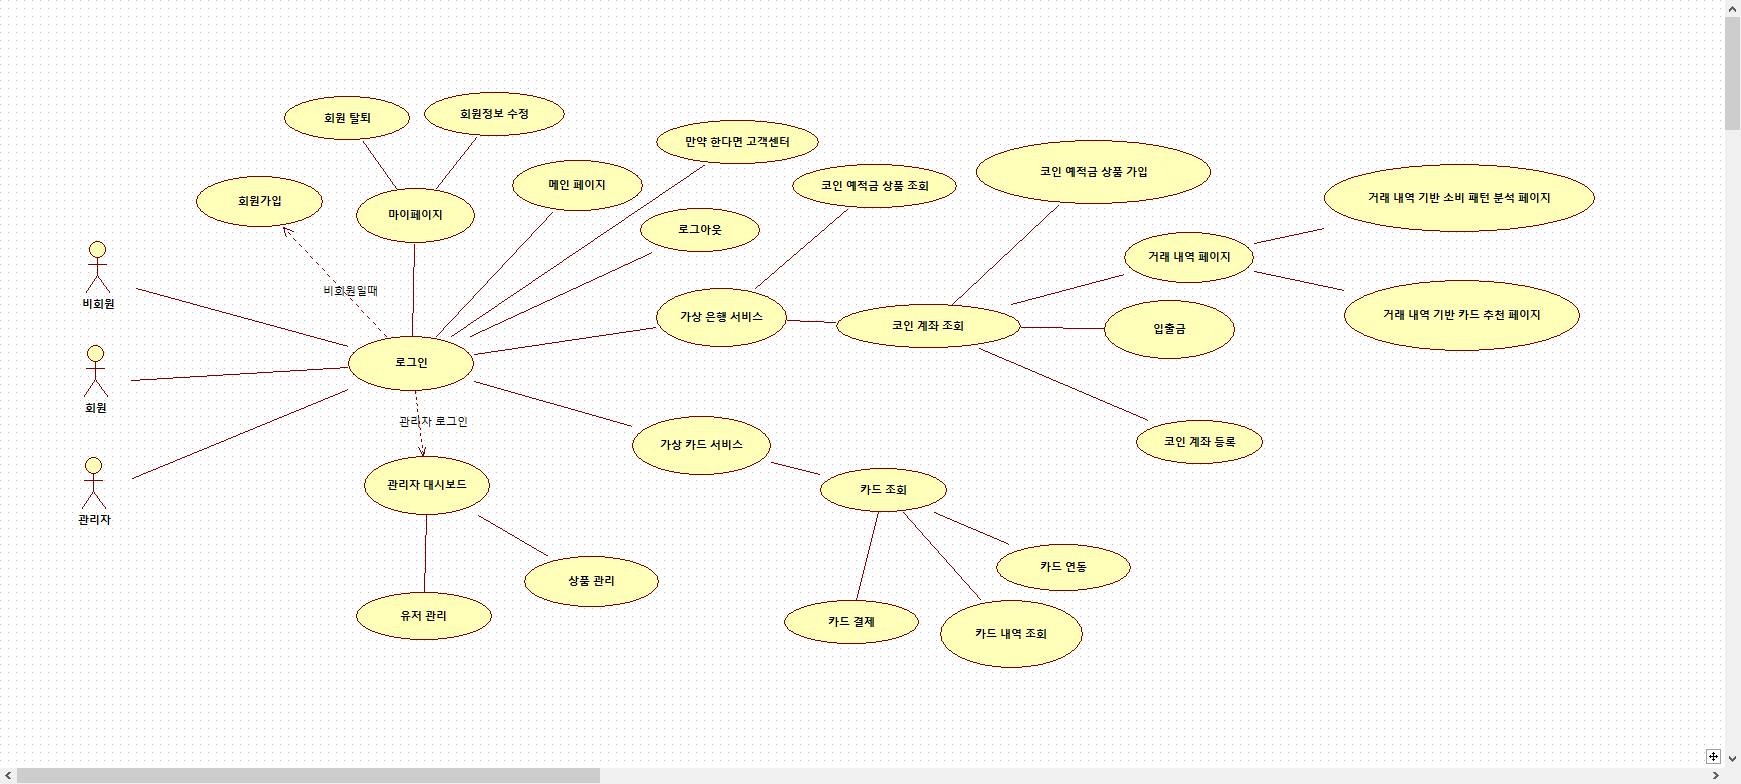 회원 탈퇴
회원정보 수정
만약 한다면 고객센터
메인 페이지
코인 예적금 상품 조회
코인 예적금 상품 가입
거래 내역 기반 소비 패턴 분석 페이지
회원가입
마이페이지
로그아웃
거래 내역 페이지
비회원일때
비회원
가상 은행 서비스
코인 계좌 조회
입출금
거래 내역 기반 카드 추천 페이지
로그인
회원
관리자 로그인
가상 카드 서비스
코인 계좌 등록
관리자 대시보드
카드 조회
관리자
상품 관리
카드 연동
유저 관리
카드 결제
카드 내역 조회